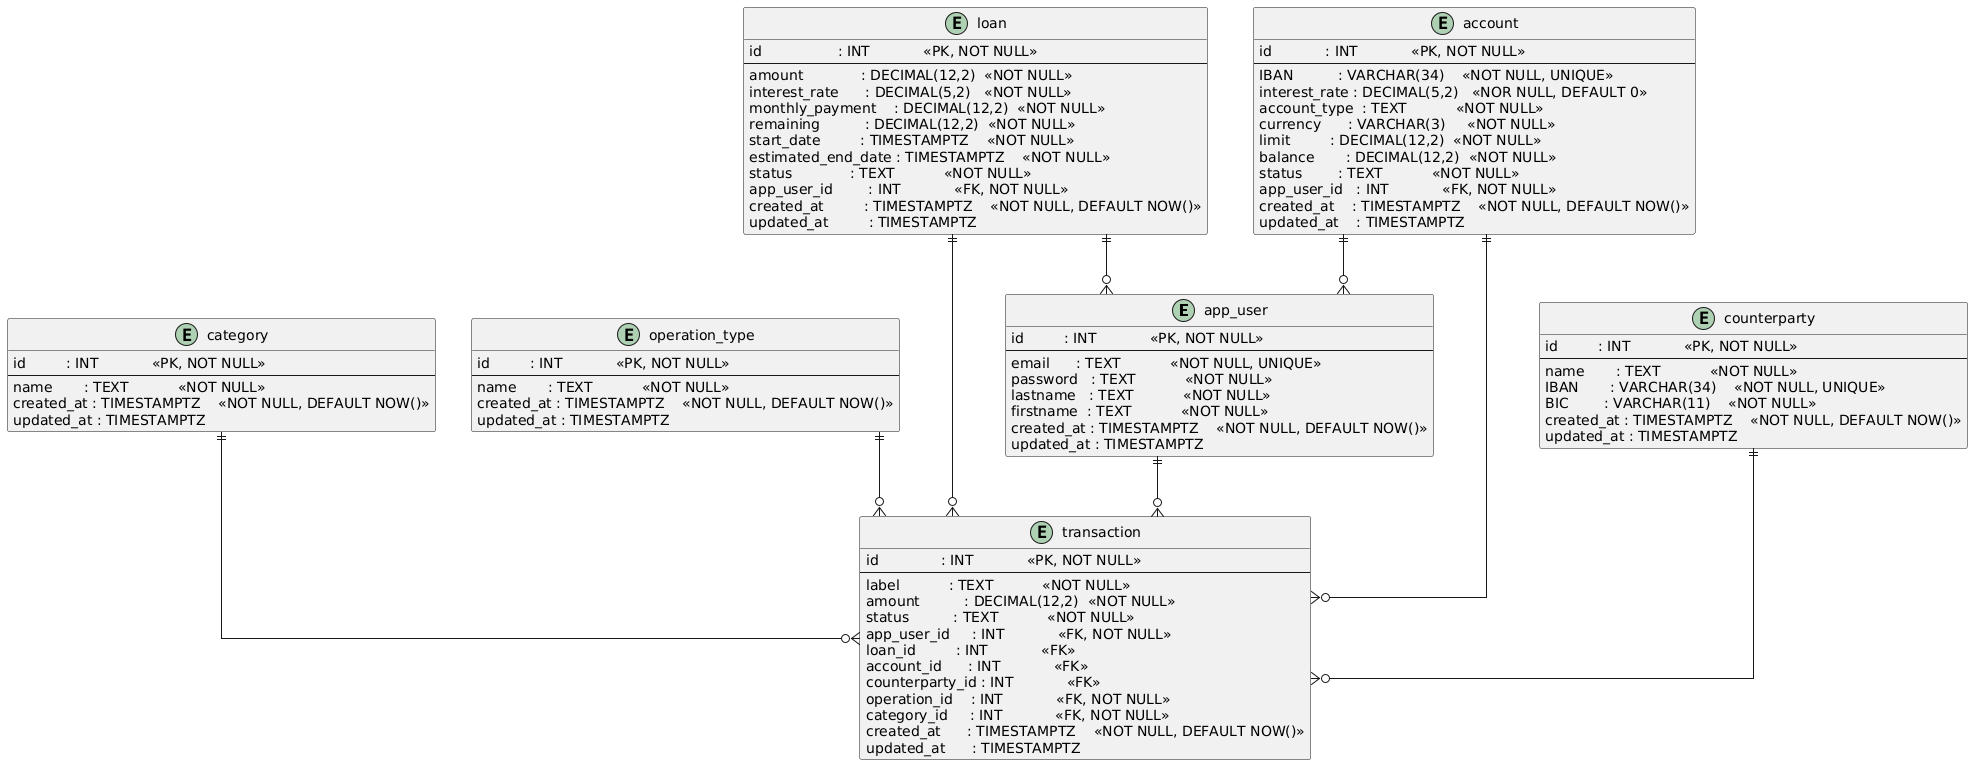 E loan
id : INT «PK, NOT NULL»
amount : DECIMAL(12,2) «NOT NULL»
interest_rate : DECIMAL(5,2) «NOT NULL»
monthly_payment : DECIMAL(12,2) «NOT NULL»
remaining : DECIMAL(12,2) «NOT NULL»
start_date : TIMESTAMPTZ «NOT NULL»
estimated_end_date : TIMESTAMPTZ «NOT NULL»
status : TEXT «NOT NULL»
app_user_id : INT «FK, NOT NULL»
created_at : TIMESTAMPTZ «NOT NULL, DEFAULT NOW()»
updated_at : TIMESTAMPTZ
E account
id : INT «PK, NOT NULL»
IBAN : VARCHAR(34) «NOT NULL, UNIQUE»
interest_rate : DECIMAL(5,2) «NOR NULL, DEFAULT 0»
account_type : TEXT «NOT NULL»
currency : VARCHAR(3) «NOT NULL»
limit : DECIMAL(12,2) «NOT NULL»
balance : DECIMAL(12,2) «NOT NULL»
status : TEXT «NOT NULL»
app_user_id : INT «FK, NOT NULL»
created_at : TIMESTAMPTZ «NOT NULL, DEFAULT NOW()»
updated_at : TIMESTAMPTZ
E category
id : INT «PK, NOT NULL»
name : TEXT «NOT NULL»
created_at : TIMESTAMPTZ «NOT NULL, DEFAULT NOW()»
updated_at : TIMESTAMPTZ
E operation_type
id : INT «PK, NOT NULL»
name : TEXT «NOT NULL»
created_at : TIMESTAMPTZ «NOT NULL, DEFAULT NOW()»
updated_at : TIMESTAMPTZ
E app_user
id : INT «PK, NOT NULL»
email : TEXT «NOT NULL, UNIQUE»
password : TEXT «NOT NULL»
lastname : TEXT «NOT NULL»
firstname : TEXT «NOT NULL»
created_at : TIMESTAMPTZ «NOT NULL, DEFAULT NOW()»
updated_at : TIMESTAMPTZ
E counterparty
id : INT «PK, NOT NULL»
name : TEXT «NOT NULL»
IBAN : VARCHAR(34) «NOT NULL, UNIQUE»
BIC : VARCHAR(11) «NOT NULL»
created_at : TIMESTAMPTZ «NOT NULL, DEFAULT NOW()»
updated_at : TIMESTAMPTZ
E transaction
id : INT «PK, NOT NULL»
label : TEXT «NOT NULL»
amount : DECIMAL(12,2) «NOT NULL»
status : TEXT «NOT NULL»
app_user_id : INT «FK, NOT NULL»
loan_id : INT «FK»
account_id : INT «FK»
counterparty_id : INT «FK»
operation_id : INT «FK, NOT NULL»
category_id : INT «FK, NOT NULL»
created_at : TIMESTAMPTZ «NOT NULL, DEFAULT NOW()»
updated_at : TIMESTAMPTZ